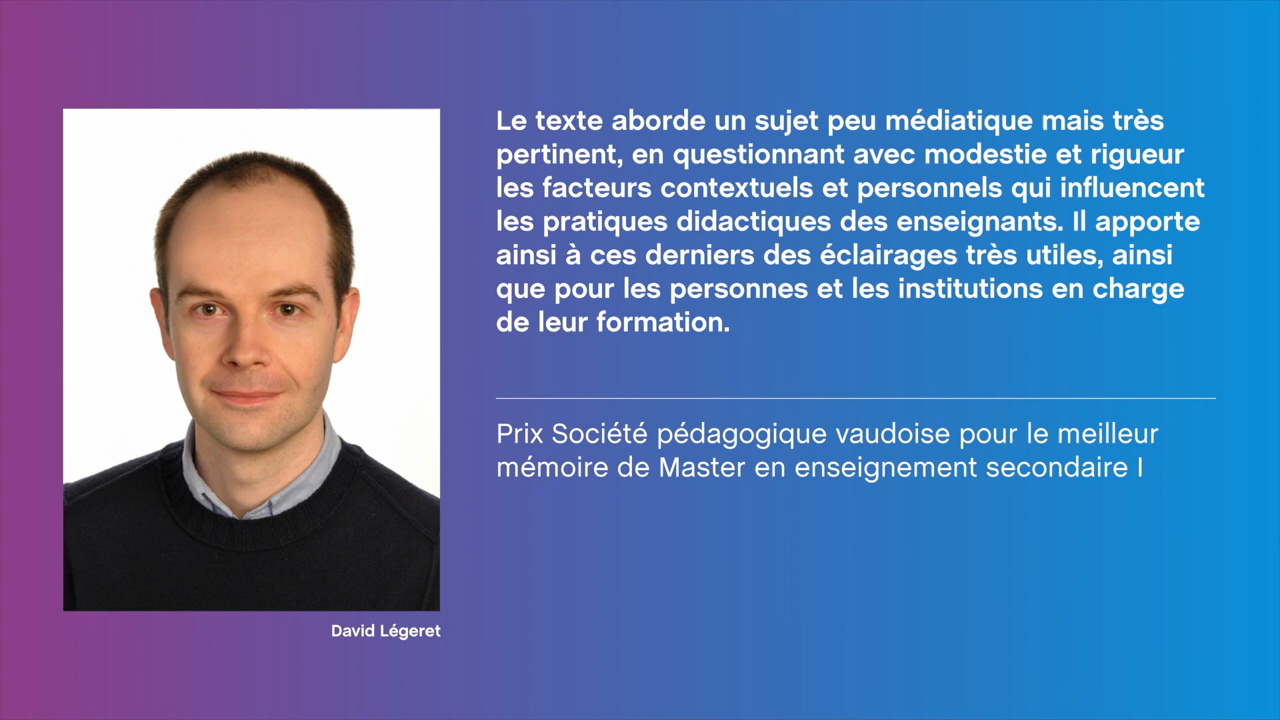 Le texte aborde un sujet peu médiatique mais très
pertinent, en questionnant avec modestie et rigueur
les facteurs contextuels et personnels qui influencent
les pratiques didactiques des enseignants. Il apporte
ainsi à ces derniers des éclairages très utiles, ainsi
que pour les personnes et les institutions en charge
de leur formation.
Prix Société pédagogique vaudoise pour le meilleur
mémoire de Master en enseignement secondaire I
David Légeret